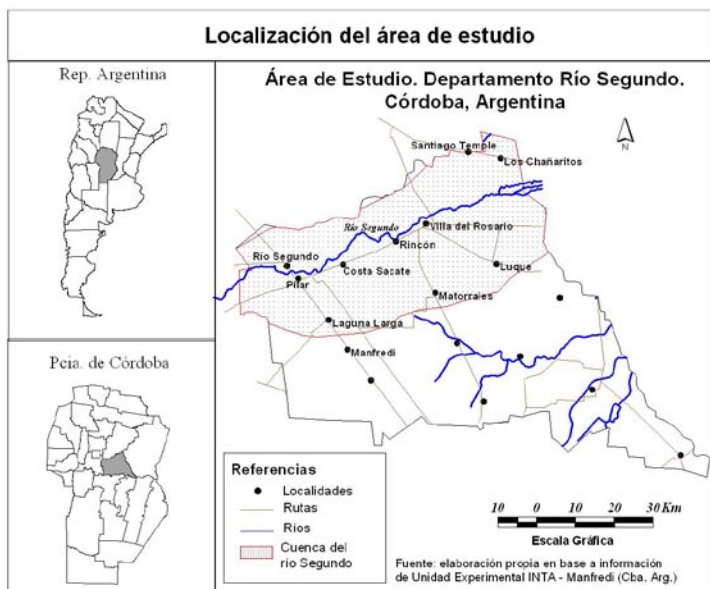 Localización del área de estudio
Rep. Argentina
Pcia. de Córdoba
Área de Estudio. Departamento Río Segundo.
Córdoba, Argentina
N
Santiago Temple
Los Chañaritos
Río Segundo
Villa del Rosario
Rincón
Río Segundo
Costa Sacate
Luque
Pilar
Matorrales
Laguna Larga
Manfredi
Referencias
Localidades
Rutas
Ríos
Cuenca del
río Segundo
10 0 10 20 30 Km
Escala Gráfica
Fuente: elaboración propia en base a información
de Unidad Experimental INTA - Manfredi (Cba. Arg.)